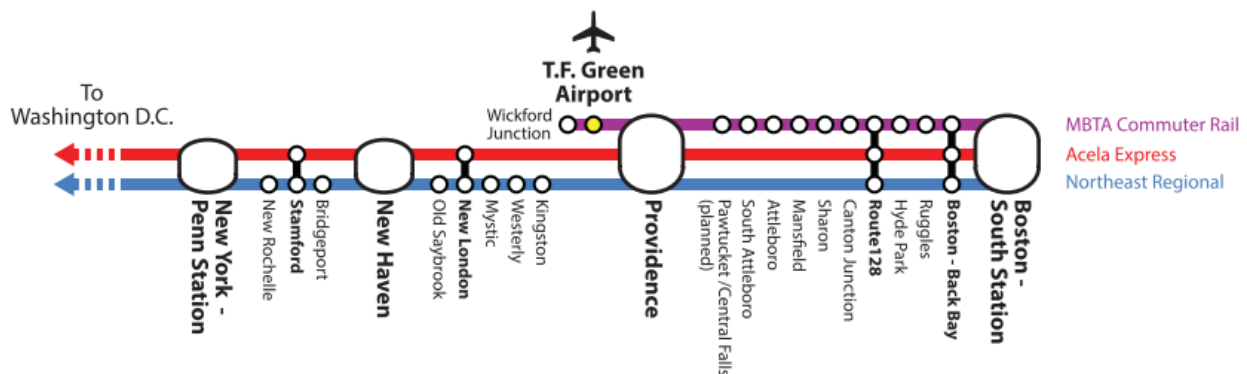 To
Washington D.C.
T.F. Green
Airport
Wickford
Junction
MBTA Commuter Rail
Acela Express
Northeast Regional
New York -
Penn Station
New Rochelle
Stamford
Bridgeport
New Haven
Old Saybrook
New London
Mystic
Westerly
Kingston
Providence
Pawtucket /Central Falls
(planned)
South Attleboro
Attleboro
Mansfield
Sharon
Canton Junction
Route128
Hyde Park
Ruggles
Boston - Back Bay
Boston -
South Station